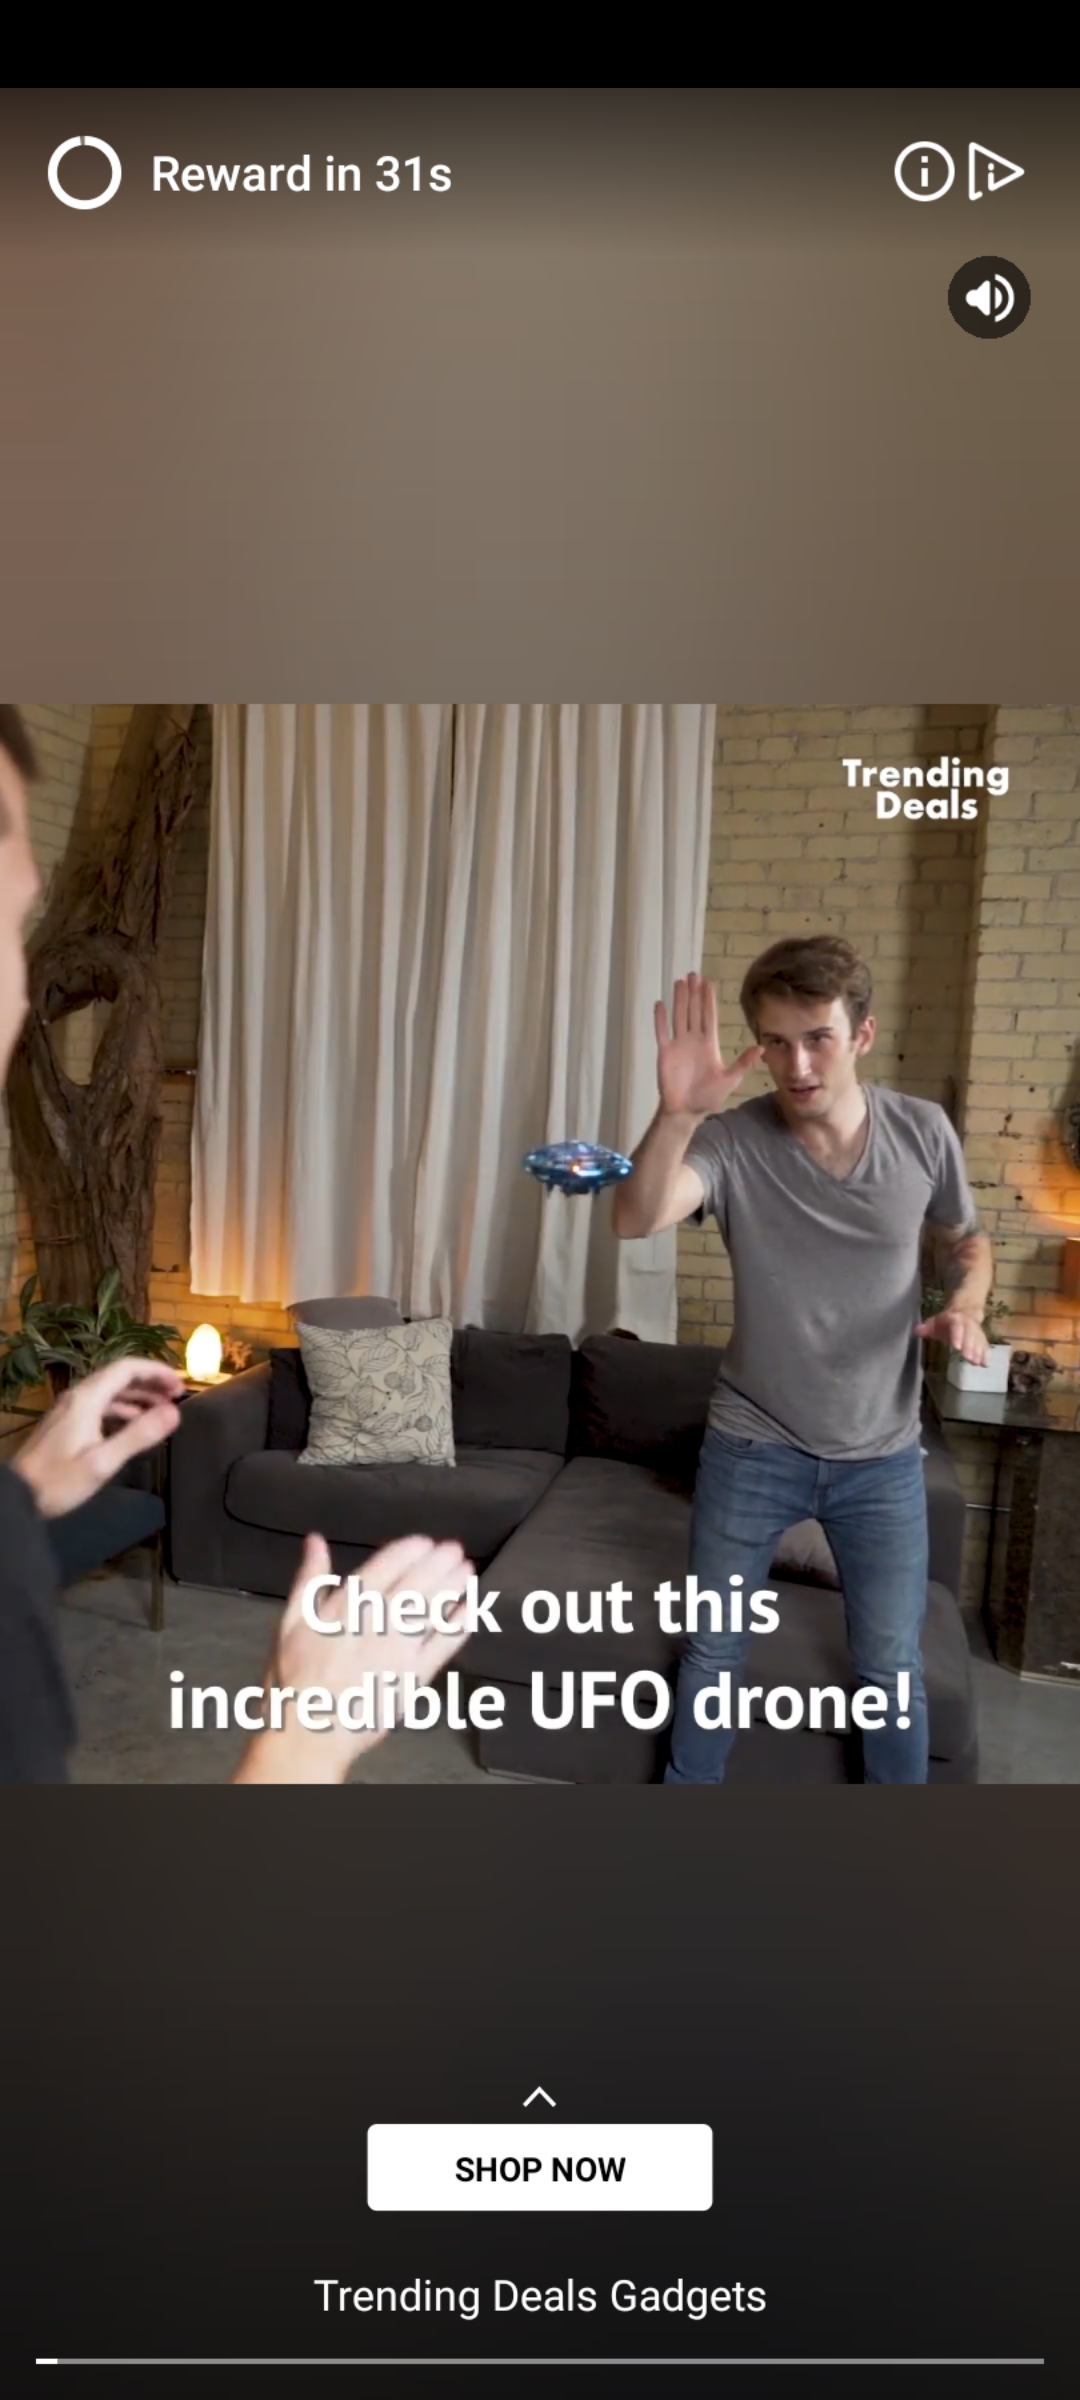 Reward in 31s
Trending
Deals
Check out this
incredible UFO drone!
SHOP NOW
Trending Deals Gadgets